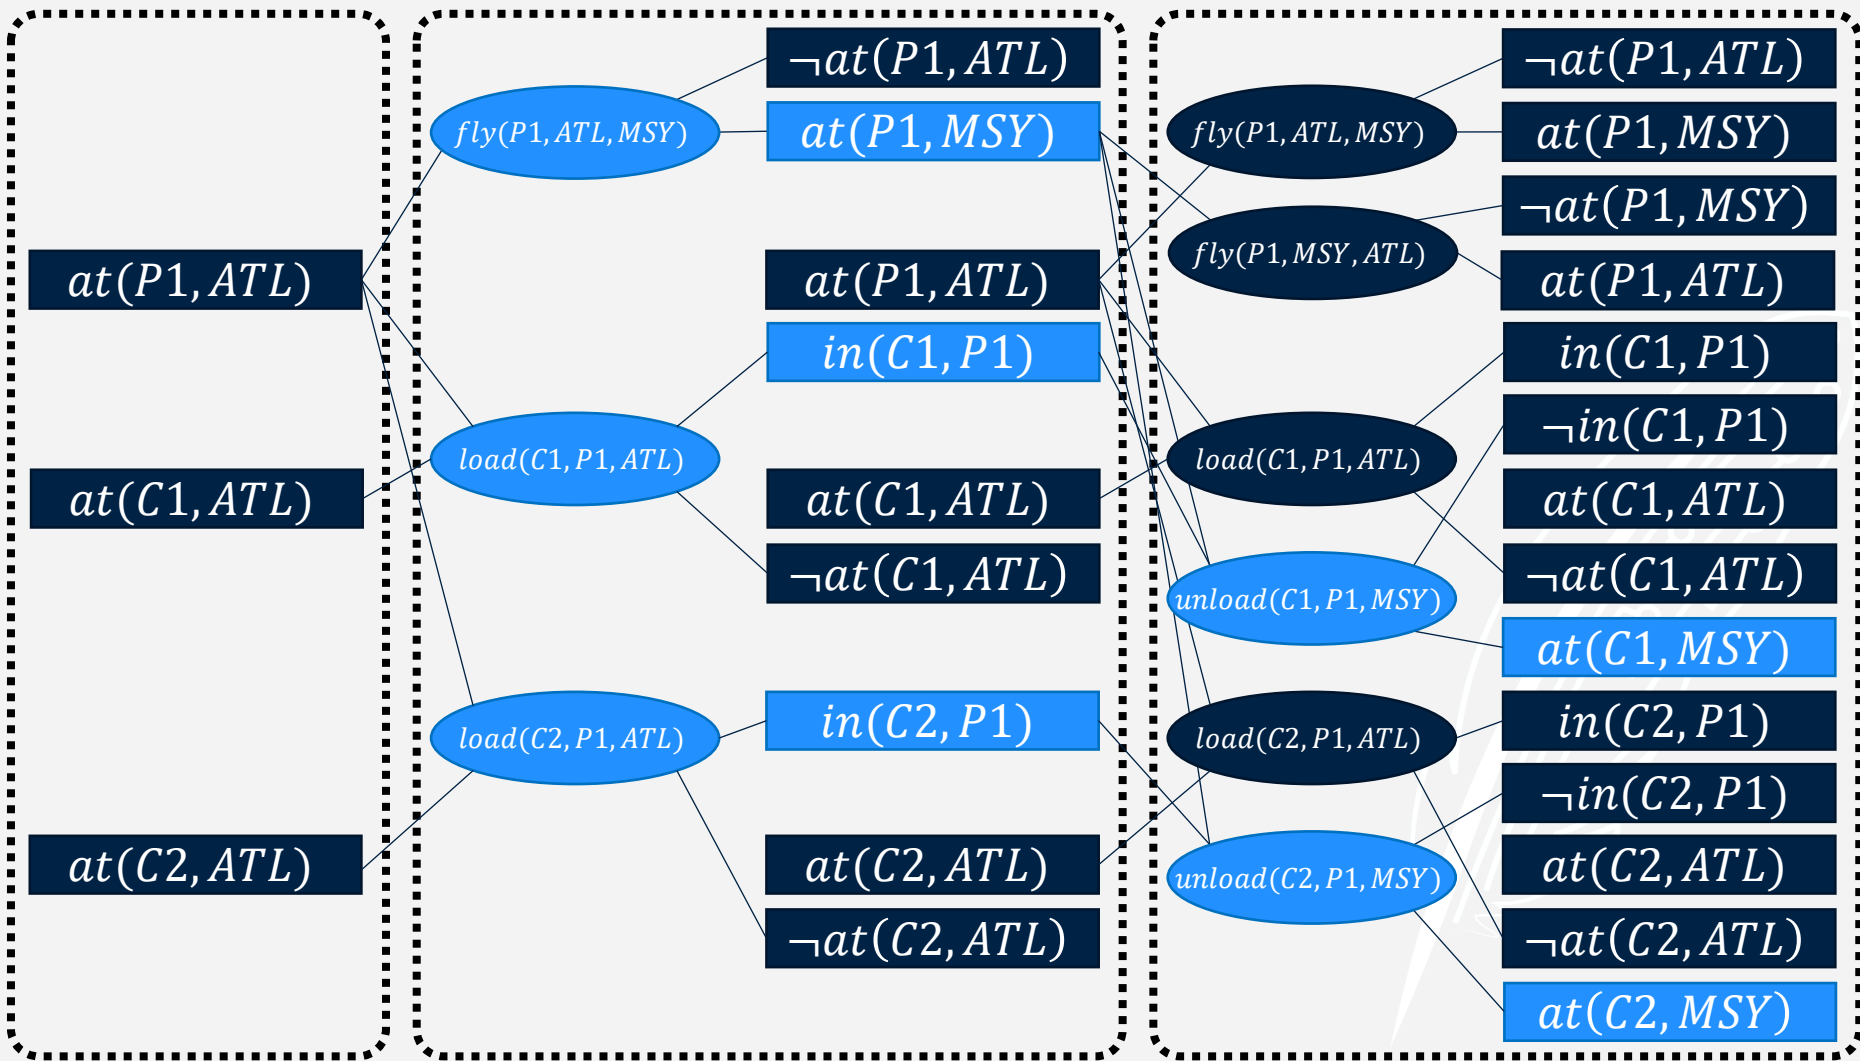 at(P1, ATL)
at(C1, ATL)
at(C2, ATL)
fly(P1, ATL, MSY)
load(C1, P1, ATL)
load(C2, P1, ATL)
¬at(P1, ATL)
at(P1, MSY)
at(P1, ATL)
in(C1, P1)
at(C1, ATL)
¬at(C1, ATL)
in(C2, P1)
at(C2, ATL)
¬at(C2, ATL)
fly(P1, ATL, MSY)
fly(P1, MSY, ATL)
load(C1, P1, ATL)
unload(C1, P1, MSY)
load(C2, P1, ATL)
unload(C2, P1, MSY)
¬at(P1, ATL)
at(P1, MSY)
¬at(P1, MSY)
at(P1, ATL)
in(C1, P1)
¬in(C1, P1)
at(C1, ATL)
¬at(C1, ATL)
at(C1, MSY)
in(C2, P1)
¬in(C2, P1)
at(C2, ATL)
¬at(C2, ATL)
at(C2, MSY)